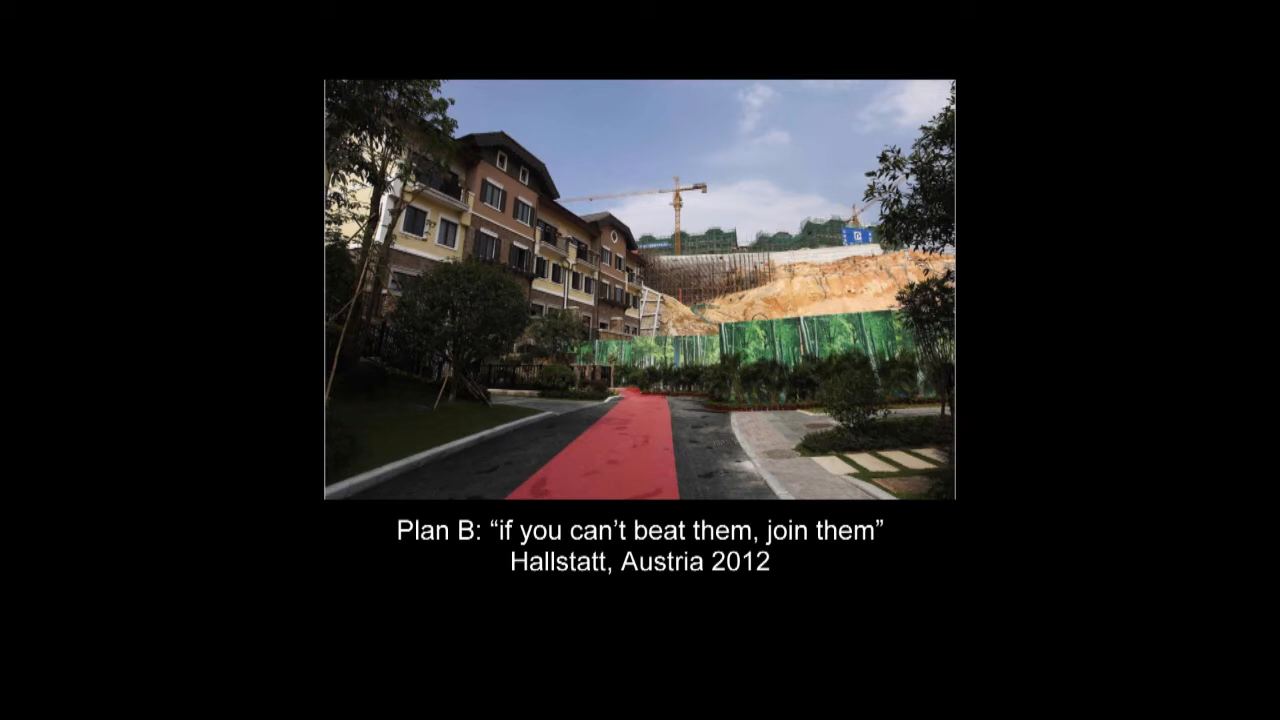 Plan B: “if you can’t beat them, join them”
Hallstatt, Austria 2012